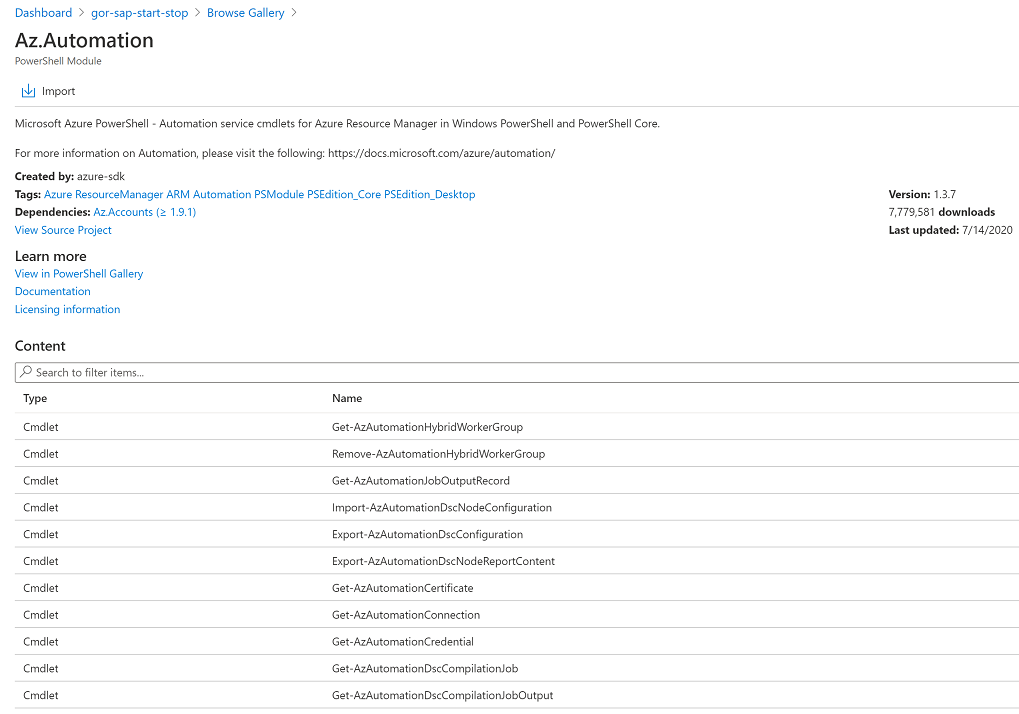 Dashboard > gor-sap-start-stop > Browse Gallery >
Az.Automation
PowerShell Module
Import
Microsoft Azure PowerShell - Automation service cmdlets for Azure Resource Manager in Windows PowerShell and PowerShell Core.
For more information on Automation, please visit the following: https://docs.microsoft.com/azure/automation/
Created by: azure-sdk
Tags: Azure ResourceManager ARM Automation PSModule PSEdition_Core PSEdition_Desktop
Dependencies: Az.Accounts (≥ 1.9.1)
View Source Project
Version: 1.3.7
7,779,581 downloads
Last updated: 7/14/2020
Learn more
View in PowerShell Gallery
Documentation
Licensing information
Content
Search to filter items...
Type Name
Cmdlet Get-AzAutomationHybridWorkerGroup
Cmdlet Remove-AzAutomationHybridWorkerGroup
Cmdlet Get-AzAutomationJobOutputRecord
Cmdlet Import-AzAutomationDscNodeConfiguration
Cmdlet Export-AzAutomationDscConfiguration
Cmdlet Export-AzAutomationDscNodeReportContent
Cmdlet Get-AzAutomationCertificate
Cmdlet Get-AzAutomationConnection
Cmdlet Get-AzAutomationCredential
Cmdlet Get-AzAutomationDscCompilationJob
Cmdlet Get-AzAutomationDscCompilationJobOutput